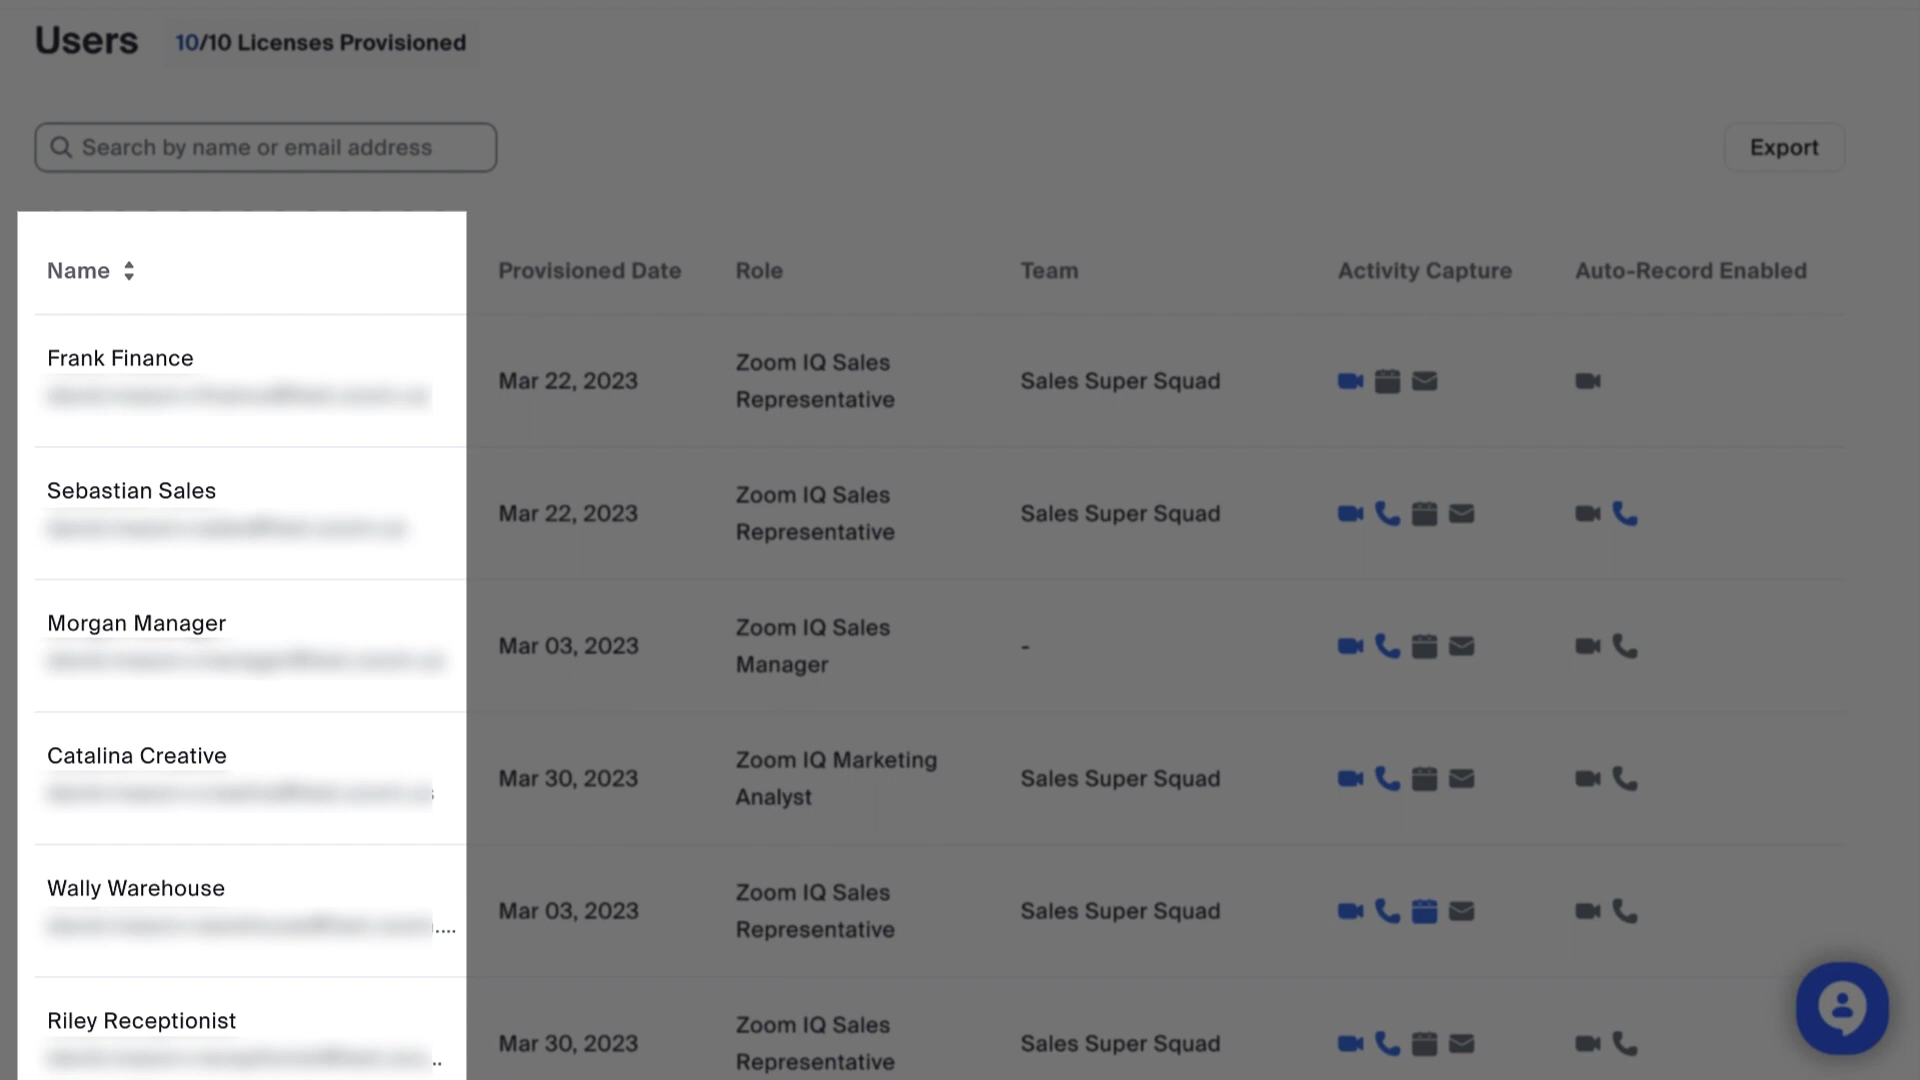 Users 10/10 Licenses Provisioned
Search by name or email address
Export
Name Provisioned Date Role Team Activity Capture Auto-Record Enabled
Frank Finance
Mar 22, 2023
Zoom IQ Sales
Representative
Sales Super Squad
Sebastian Sales
Mar 22, 2023
Zoom IQ Sales
Representative
Sales Super Squad
Morgan Manager
Mar 03, 2023
Zoom IQ Sales
Manager
-
Catalina Creative
Mar 30, 2023
Zoom IQ Marketing
Analyst
Sales Super Squad
Wally Warehouse
Mar 03, 2023
Zoom IQ Sales
Representative
Sales Super Squad
Riley Receptionist
Mar 30, 2023
Zoom IQ Sales
Representative
Sales Super Squad